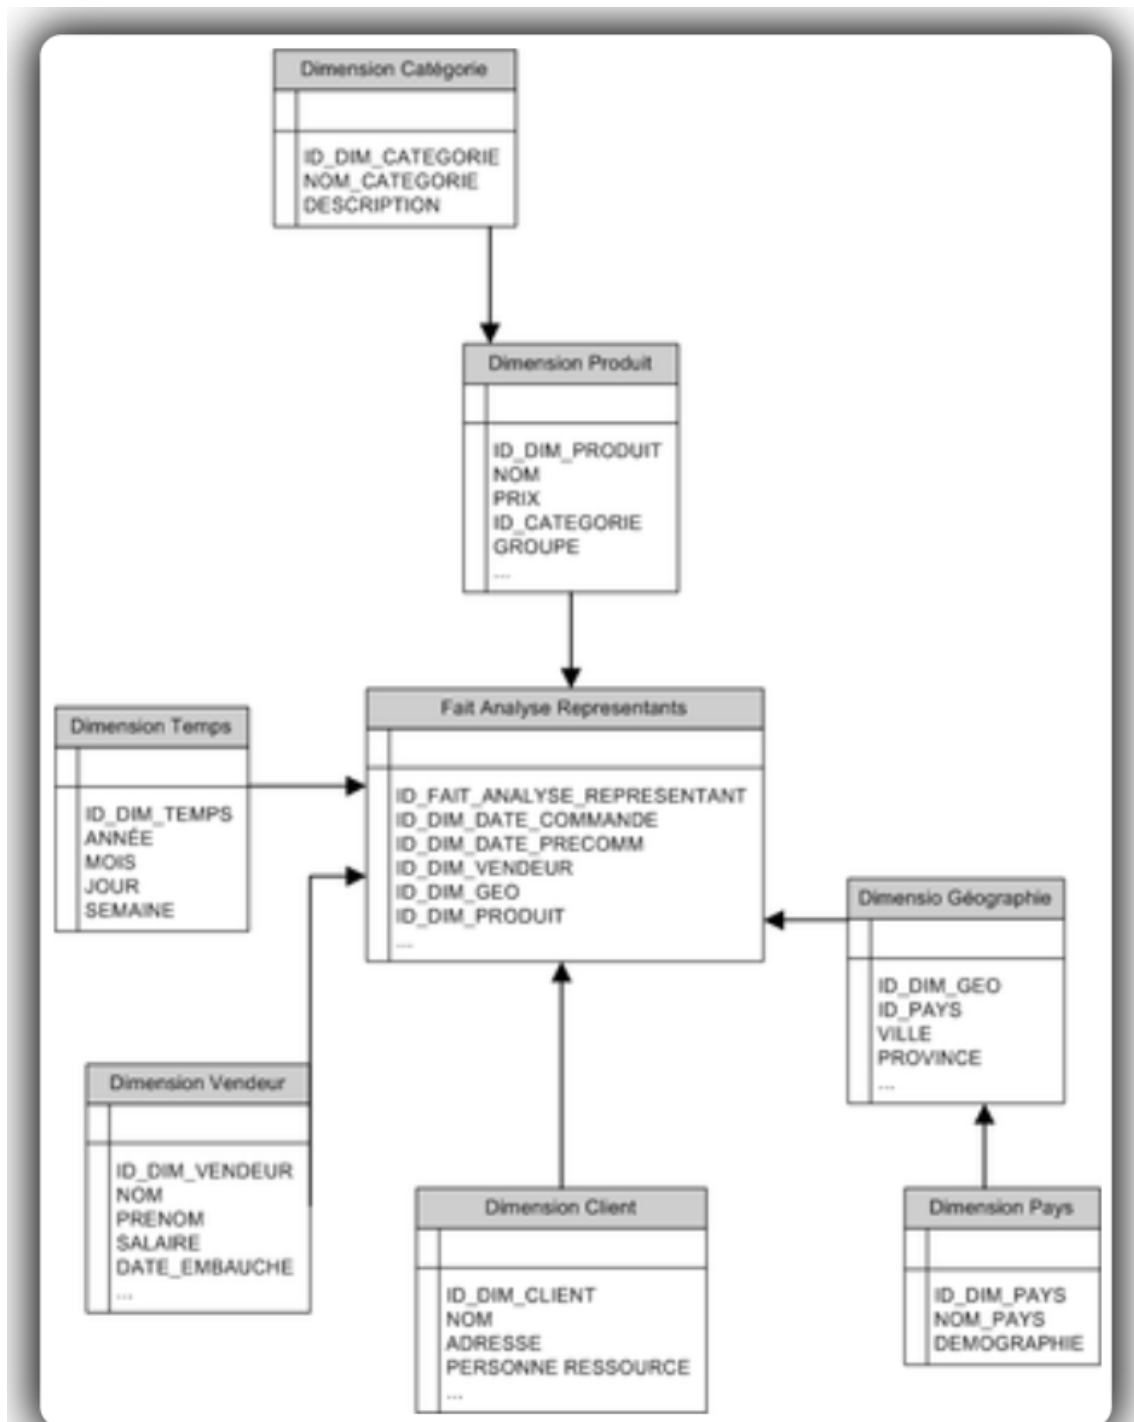 Dimension Catégorie
ID_DIM_CATEGORIE
NOM_CATEGORIE
DESCRIPTION
Dimension Produit
ID_DIM_PRODUIT
NOM
PRIX
ID_CATEGORIE
GROUPE
...
Fait Analyse Representants
ID_FAIT_ANALYSE_REPRESENTANT
ID_DIM_DATE_COMMANDE
ID_DIM_DATE_PRECOMM
ID_DIM_VENDEUR
ID_DIM_GEO
ID_DIM_PRODUIT
....
Dimension Temps
ID_DIM_TEMPS
ANNÉE
MOIS
JOUR
SEMAINE
Dimensio Géographie
ID_DIM_GEO
ID_PAYS
VILLE
PROVINCE
...
Dimension Vendeur
ID_DIM_VENDEUR
NOM
PRENOM
SALAIRE
DATE_EMBAUCHE
...
Dimension Client
ID_DIM_CLIENT
NOM
ADRESSE
PERSONNE RESSOURCE
...
Dimension Pays
ID_DIM_PAYS
NOM_PAYS
DEMOGRAPHIE